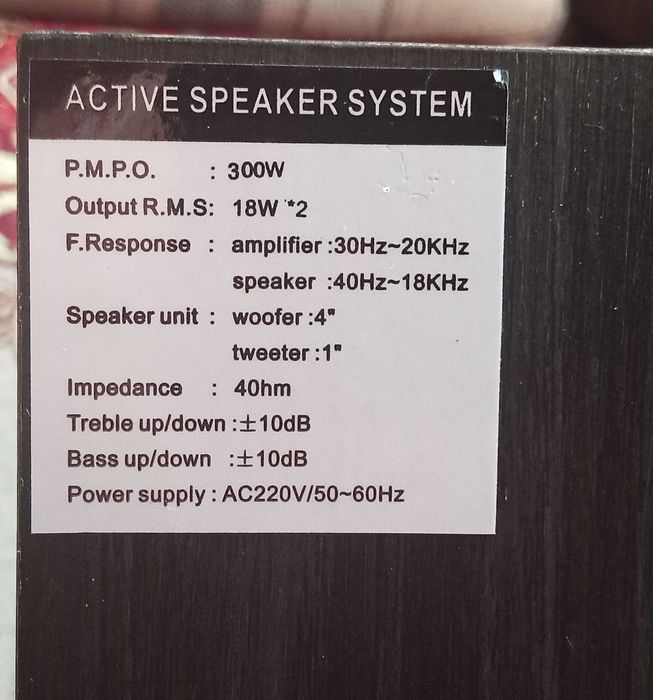 ACTIVE SPEAKER SYSTEM
P.M.P.O. : 300W
Output R.M.S: 18W *2
F.Response : amplifier :30Hz~20KHz
speaker :40Hz~18KHz
Speaker unit : woofer :4"
tweeter :1"
Impedance : 4Ohm
Treble up/down :±10dB
Bass up/down :±10dB
Power supply : AC220V/50~60Hz